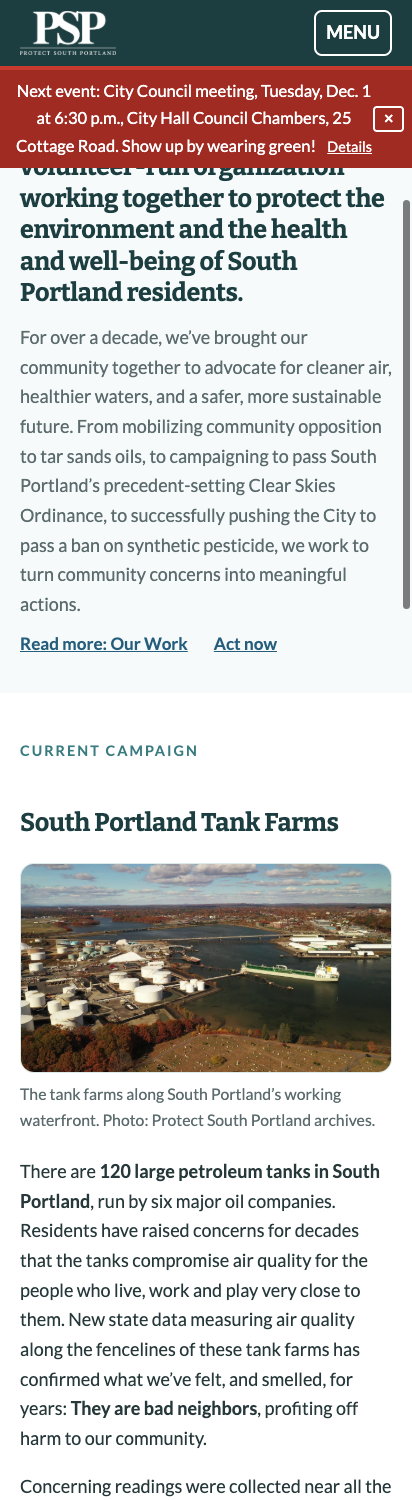 PSP
PROTECT SOUTH PORTLAND
MENU
Next event: City Council meeting, Tuesday, Dec. 1
at 6:30 p.m., City Hall Council Chambers, 25
Cottage Road. Show up by wearing green! Details
×
volunteer-run organization
working together to protect the
environment and the health
and well-being of South
Portland residents.
For over a decade, we’ve brought our
community together to advocate for cleaner air,
healthier waters, and a safer, more sustainable
future. From mobilizing community opposition
to tar sands oils, to campaigning to pass South
Portland’s precedent-setting Clear Skies
Ordinance, to successfully pushing the City to
pass a ban on synthetic pesticide, we work to
turn community concerns into meaningful
actions.
Read more: Our Work Act now
CURRENT CAMPAIGN
South Portland Tank Farms
The tank farms along South Portland’s working
waterfront. Photo: Protect South Portland archives.
There are 120 large petroleum tanks in South
Portland, run by six major oil companies.
Residents have raised concerns for decades
that the tanks compromise air quality for the
people who live, work and play very close to
them. New state data measuring air quality
along the fencelines of these tank farms has
confirmed what we’ve felt, and smelled, for
years: They are bad neighbors, profiting off
harm to our community.
Concerning readings were collected near all the